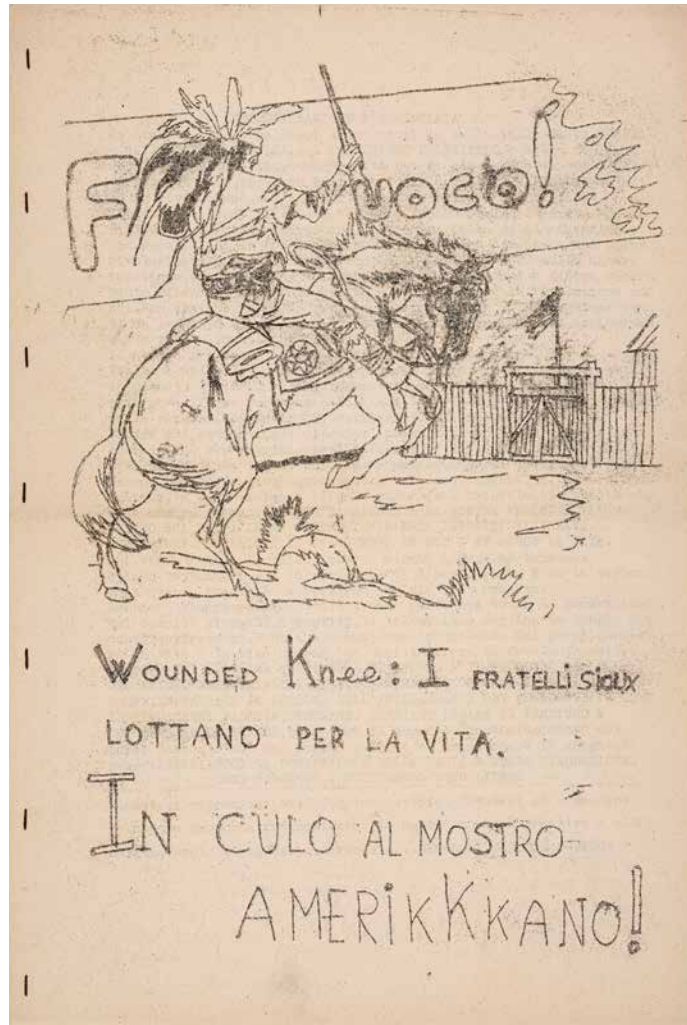 FUOCO!
WOUNDED Knee: I FRATELLI SIOUX
LOTTANO PER LA VITA.
IN CULO AL MOSTRO
AMERIKKKANO!